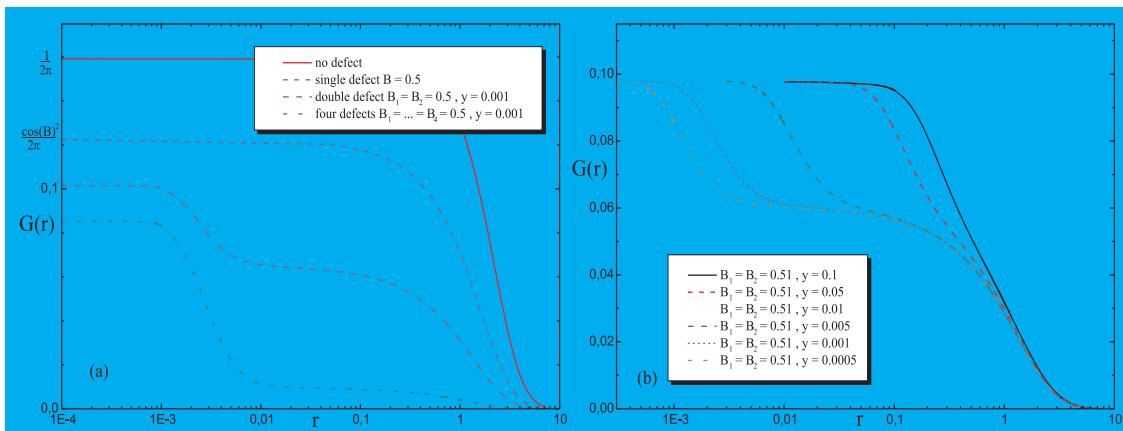 1
2π
cos(B)²
2π
0,1
G(r)
0,0
1E-4
1E-3
0,01
0,1
1
10
r
(a)
no defect
single defect B = 0.5
double defect B₁ = B₂ = 0.5 , y = 0.001
four defects B₁ = ... = B₄ = 0.5 , y = 0.001
0,10
0,08
G(r)
0,06
0,04
0,02
0,00
1E-3
0,01
0,1
1
10
r
(b)
B₁ = B₂ = 0.51 , y = 0.1
B₁ = B₂ = 0.51 , y = 0.05
B₁ = B₂ = 0.51 , y = 0.01
B₁ = B₂ = 0.51 , y = 0.005
B₁ = B₂ = 0.51 , y = 0.001
B₁ = B₂ = 0.51 , y = 0.0005